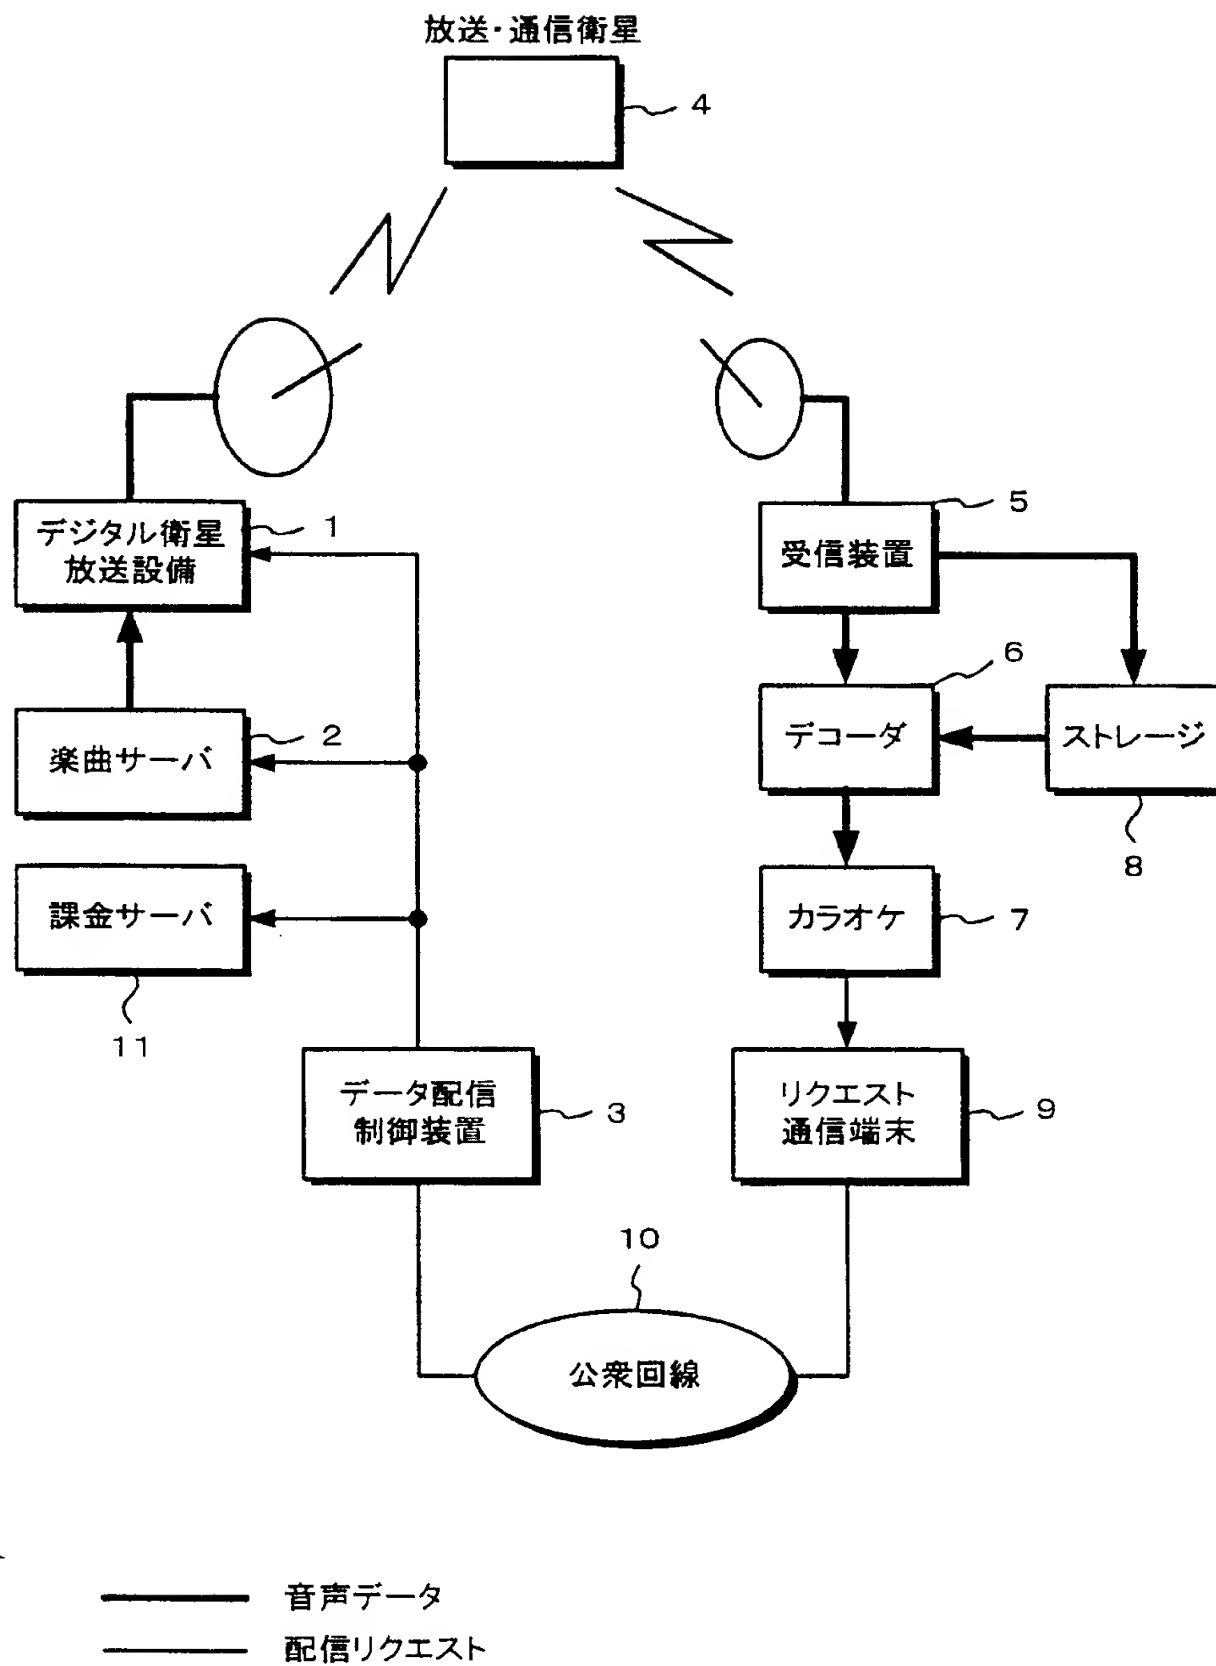 放送・通信衛星
4
デジタル衛星
放送設備
1
5
受信装置
6
楽曲サーバ
2
デコーダ
ストレージ
8
課金サーバ
11
カラオケ
7
データ配信
制御装置
3
リクエスト
通信端末
9
10
公衆回線
音声データ
配信リクエスト